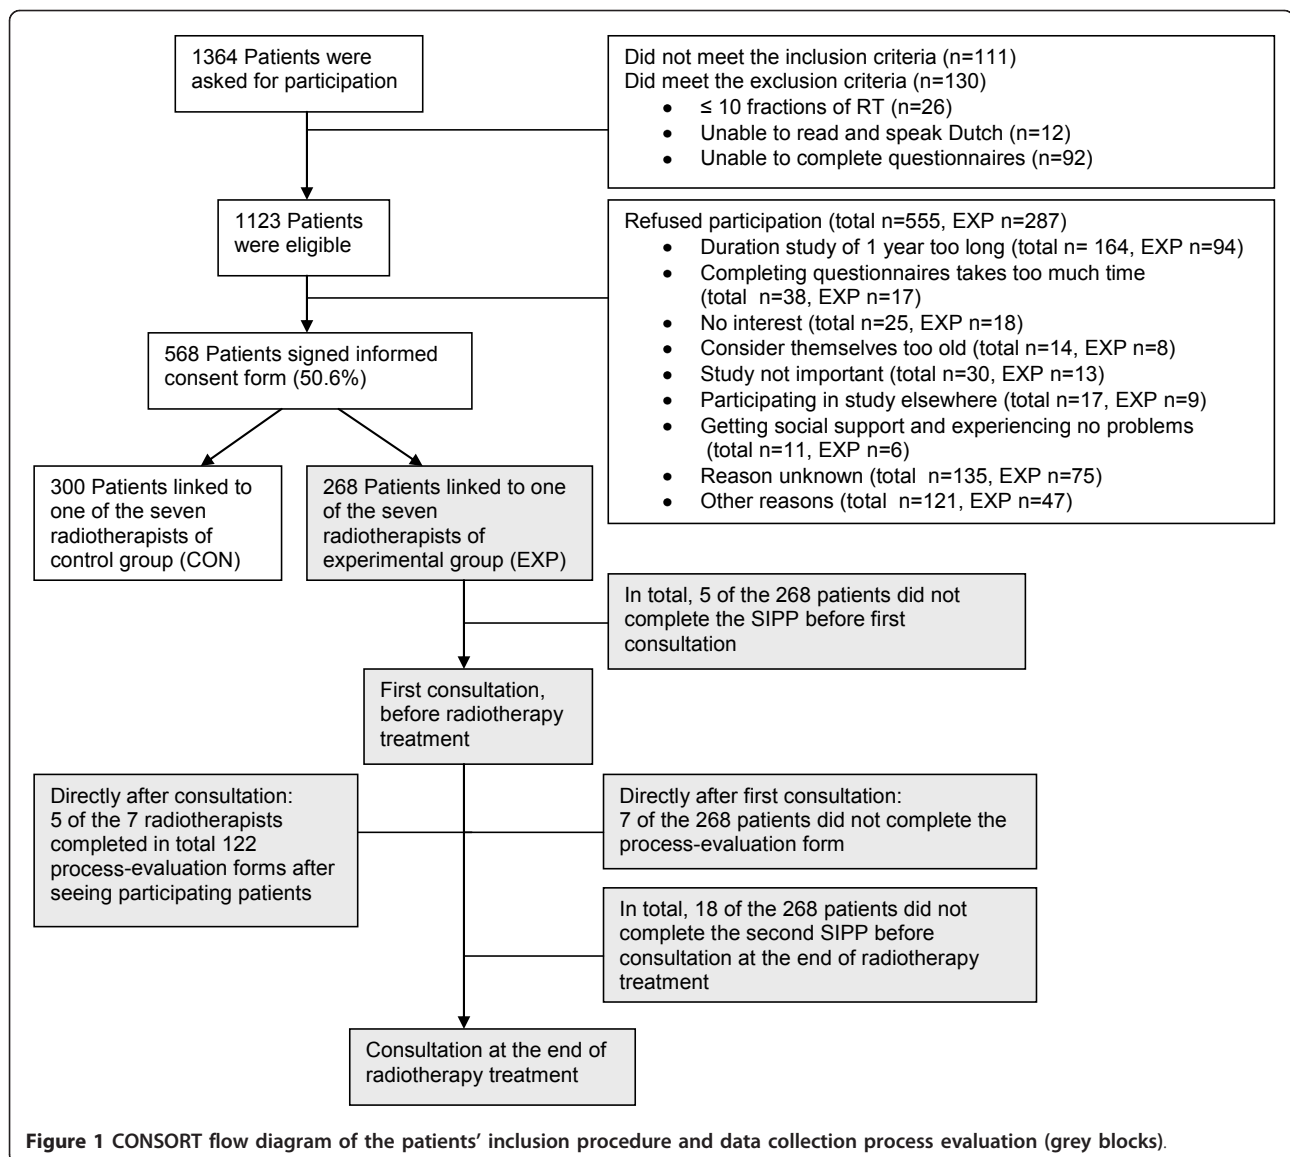 1364 Patients were
asked for participation
Did not meet the inclusion criteria (n=111)
Did meet the exclusion criteria (n=130)
• ≤ 10 fractions of RT (n=26)
• Unable to read and speak Dutch (n=12)
• Unable to complete questionnaires (n=92)
1123 Patients
were eligible
Refused participation (total n=555, EXP n=287)
• Duration study of 1 year too long (total n= 164, EXP n=94)
• Completing questionnaires takes too much time
(total n=38, EXP n=17)
• No interest (total n=25, EXP n=18)
• Consider themselves too old (total n=14, EXP n=8)
• Study not important (total n=30, EXP n=13)
• Participating in study elsewhere (total n=17, EXP n=9)
• Getting social support and experiencing no problems
(total n=11, EXP n=6)
• Reason unknown (total n=135, EXP n=75)
• Other reasons (total n=121, EXP n=47)
568 Patients signed informed
consent form (50.6%)
300 Patients linked to
one of the seven
radiotherapists of
control group (CON)
268 Patients linked to one
of the seven
radiotherapists of
experimental group (EXP)
In total, 5 of the 268 patients did not
complete the SIPP before first
consultation
First consultation,
before radiotherapy
treatment
Directly after consultation:
5 of the 7 radiotherapists
completed in total 122
process-evaluation forms after
seeing participating patients
Directly after first consultation:
7 of the 268 patients did not complete the
process-evaluation form
In total, 18 of the 268 patients did not
complete the second SIPP before
consultation at the end of radiotherapy
treatment
Consultation at the end of
radiotherapy treatment
Figure 1 CONSORT flow diagram of the patients' inclusion procedure and data collection process evaluation (grey blocks).